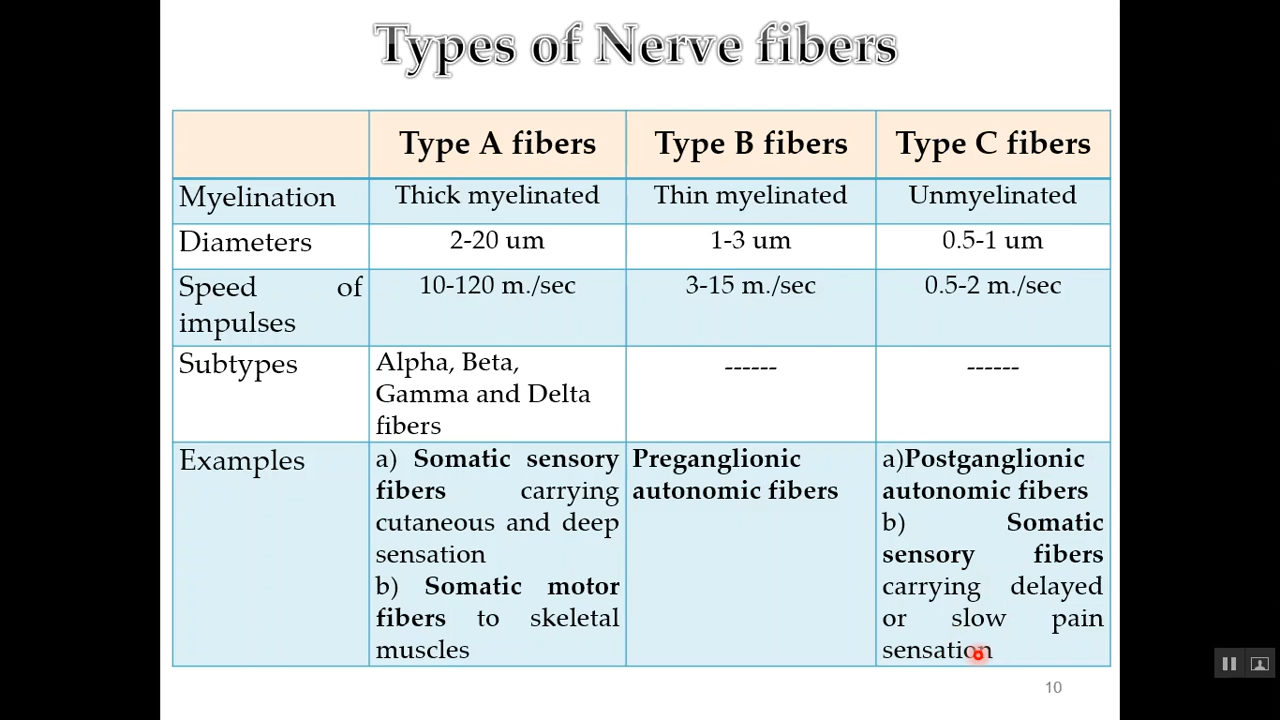 Types of Nerve fibers
Type A fibers Type B fibers Type C fibers
Myelination Thick myelinated Thin myelinated Unmyelinated
Diameters 2-20 um 1-3 um 0.5-1 um
Speed of impulses 10-120 m./sec 3-15 m./sec 0.5-2 m./sec
Subtypes
Alpha, Beta,
Gamma and Delta
fibers
------
------
Examples
a) Somatic sensory
fibers carrying
cutaneous and deep
sensation
b) Somatic motor
fibers to skeletal
muscles
Preganglionic
autonomic fibers
a)Postganglionic
autonomic fibers
b) Somatic
sensory fibers
carrying delayed
or slow pain
sensation
10